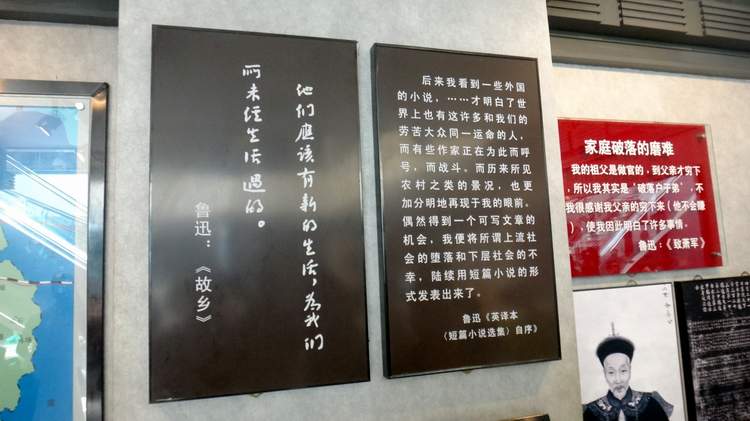 他们应该有新的生活,为我们
所未经生活过的。
鲁迅:《故乡》
后来我看到一些外国
的小说,……才明白了世
界上也有这许多和我们的
劳苦大众同一运命的人,
而有些作家正在为此而呼
号,而战斗。而历来所见
农村之类的景况,也更
加分明地再现于我的眼前。
偶然得到一个可写文章的
机会,我便将所谓上流社
会的堕落和下层社会的不
幸,陆续用短篇小说的形
式发表出来了。
鲁迅《英译本
〈短篇小说选集〉自序》
家庭破落的磨难
我的祖父是做官的,到父亲才穷下
,所以我其实是“破落户子弟”,不
我很感谢我父亲的穷下来(他不会赚
),使我因此明白了许多事情。
鲁迅:《致萧军》